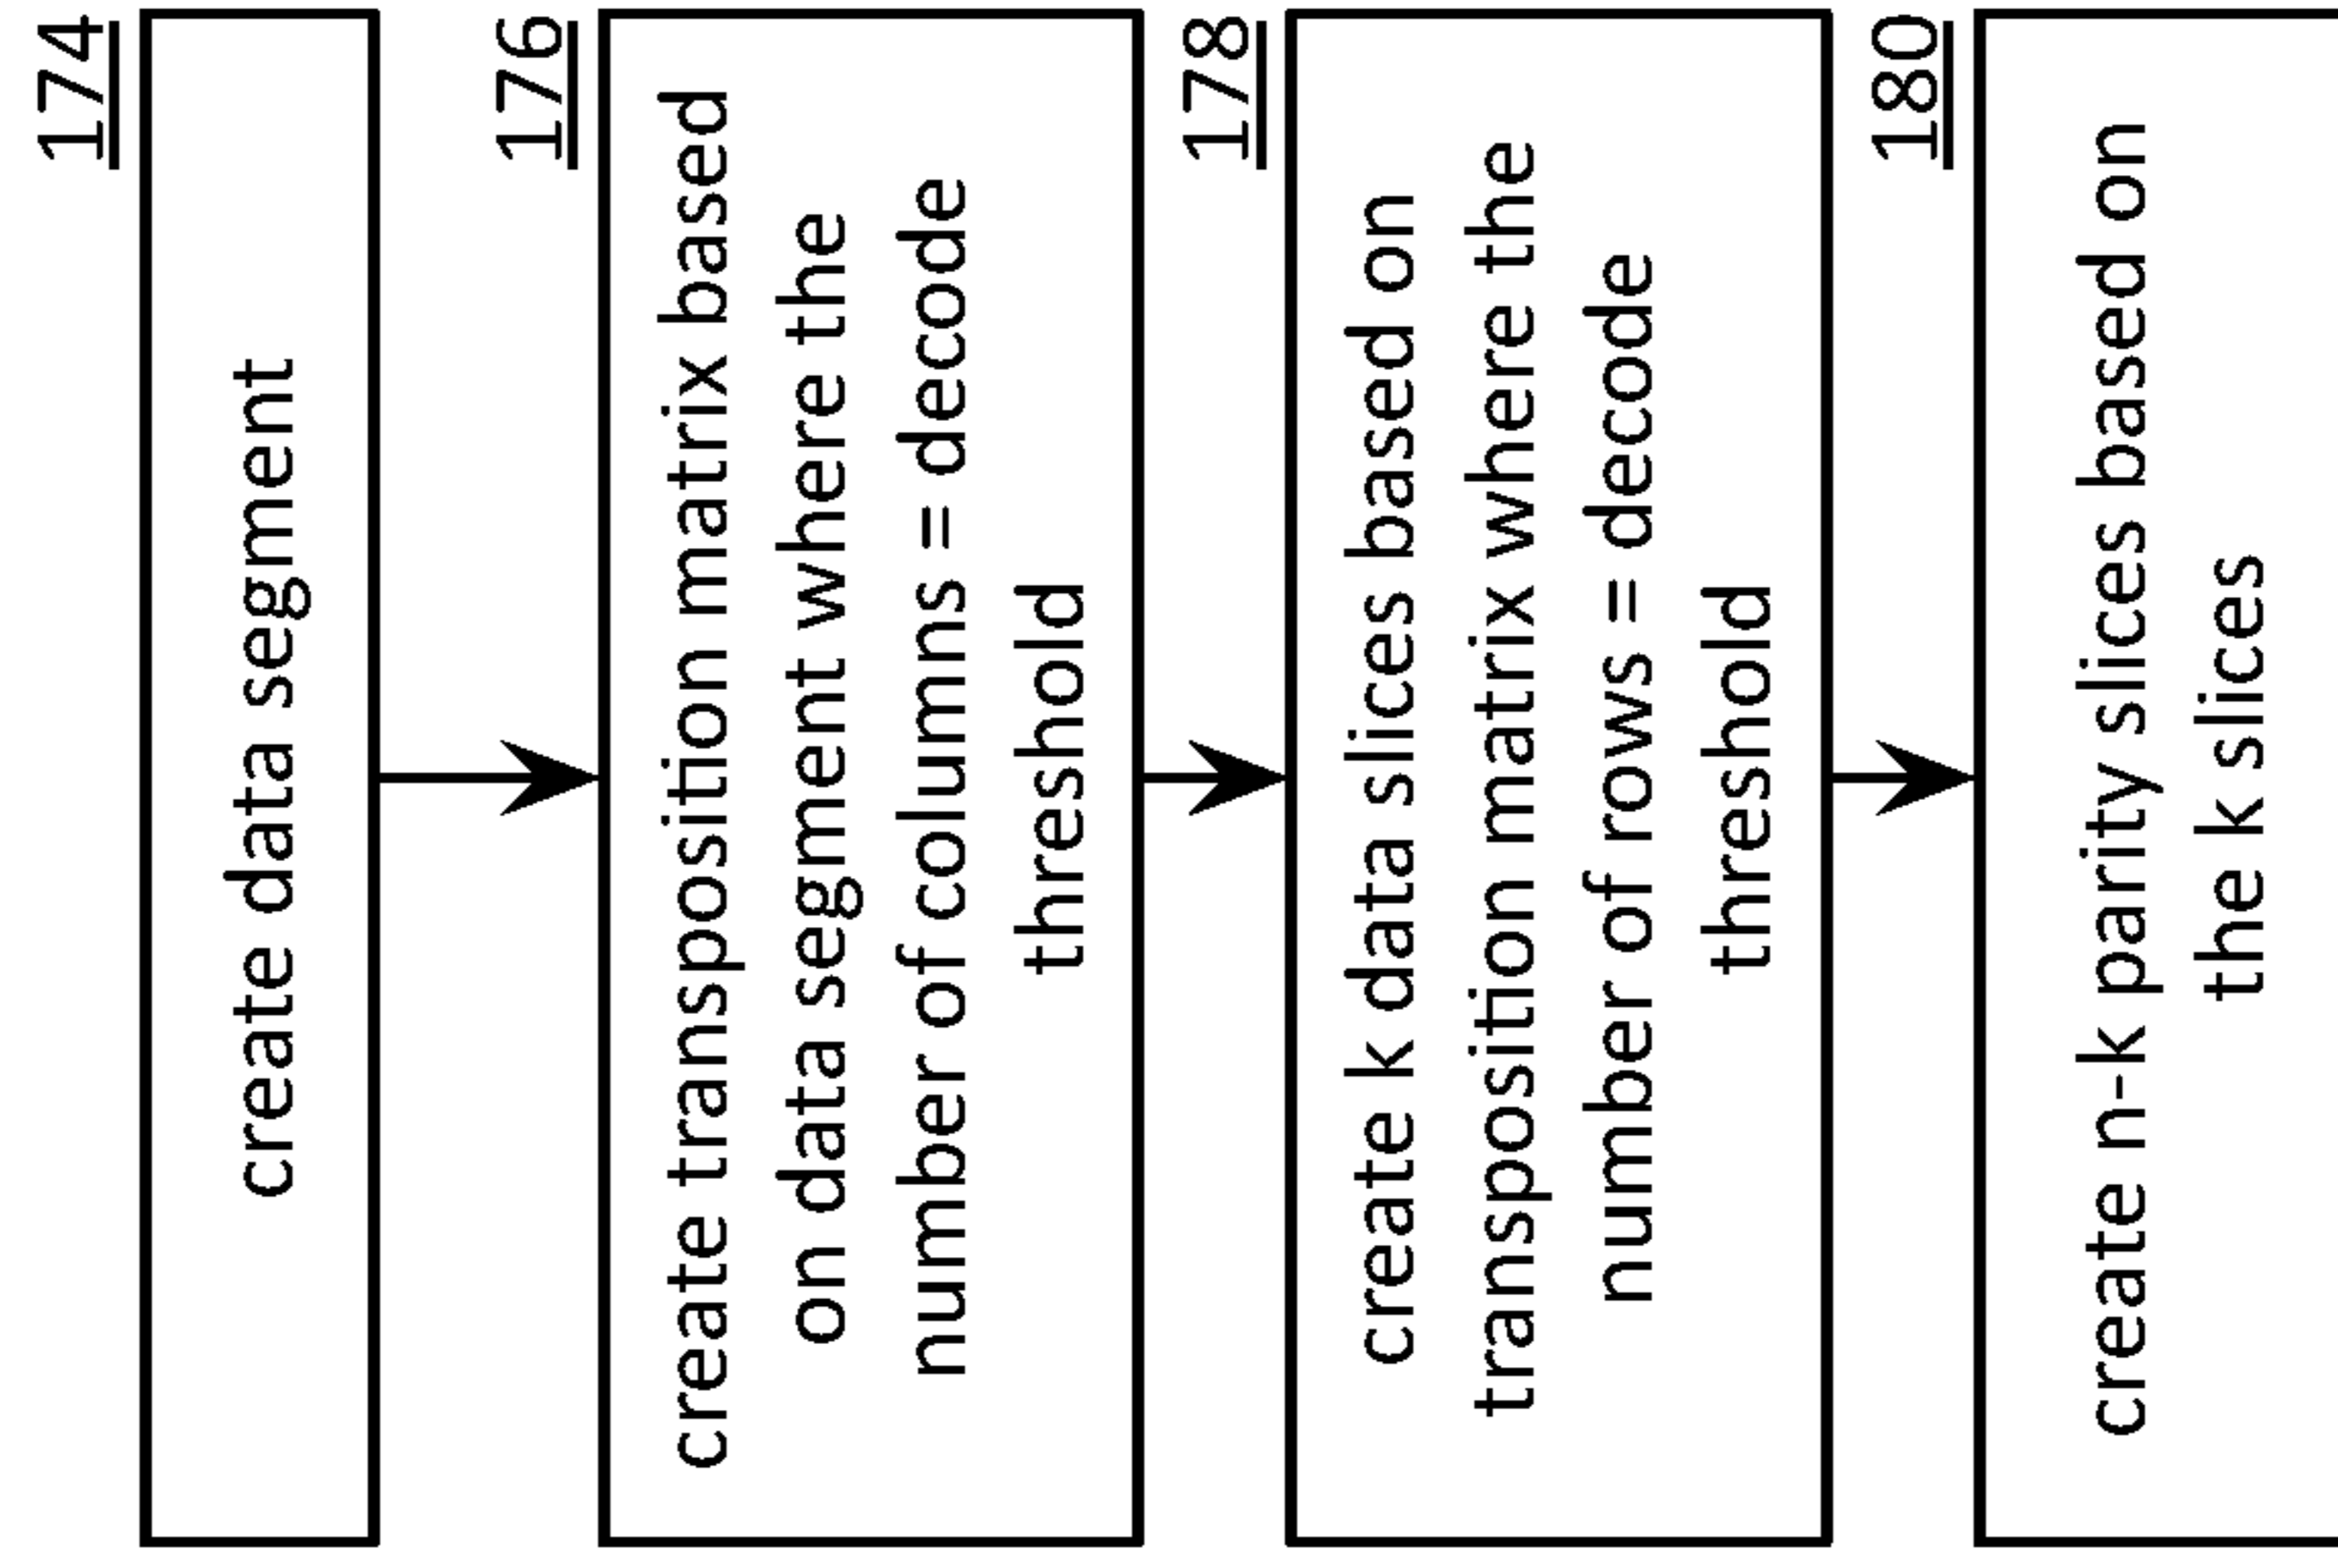 174
create data segment
176
create transposition matrix based
on data segment where the
number of columns = decode
threshold
178
create k data slices based on
transposition matrix where the
number of rows = decode
threshold
180
create n-k parity slices based on
the k slices